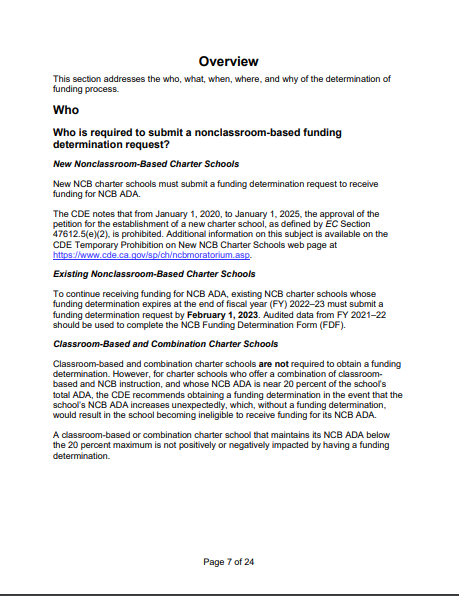 Overview
This section addresses the who, what, when, where, and why of the determination of
funding process.
Who
Who is required to submit a nonclassroom-based funding
determination request?
New Nonclassroom-Based Charter Schools
New NCB charter schools must submit a funding determination request to receive
funding for NCB ADA.
The CDE notes that from January 1, 2020, to January 1, 2025, the approval of the
petition for the establishment of a new charter school, as defined by EC Section
47612.5(e)(2), is prohibited. Additional information on this subject is available on the
CDE Temporary Prohibition on New NCB Charter Schools web page at
https://www.cde.ca.gov/sp/ch/ncbmoratorium.asp.
Existing Nonclassroom-Based Charter Schools
To continue receiving funding for NCB ADA, existing NCB charter schools whose
funding determination expires at the end of fiscal year (FY) 2022–23 must submit a
funding determination request by February 1, 2023. Audited data from FY 2021–22
should be used to complete the NCB Funding Determination Form (FDF).
Classroom-Based and Combination Charter Schools
Classroom-based and combination charter schools are not required to obtain a funding
determination. However, for charter schools who offer a combination of classroom-
based and NCB instruction, and whose NCB ADA is near 20 percent of the school's
total ADA, the CDE recommends obtaining a funding determination in the event that the
school's NCB ADA increases unexpectedly, which, without a funding determination,
would result in the school becoming ineligible to receive funding for its NCB ADA.
A classroom-based or combination charter school that maintains its NCB ADA below
the 20 percent maximum is not positively or negatively impacted by having a funding
determination.
Page 7 of 24